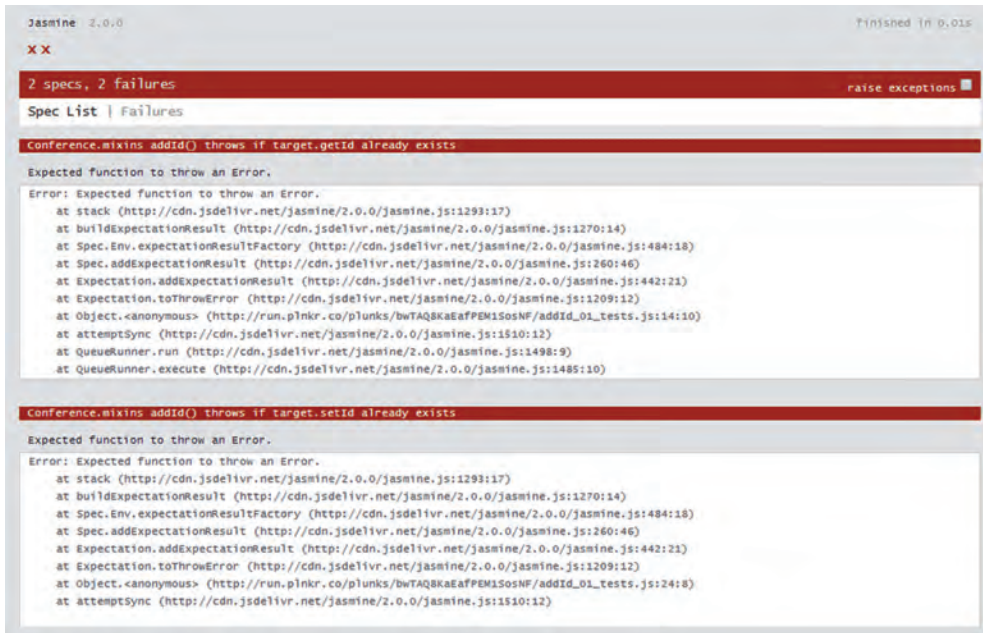 Jasmine 2.0.0 finished in 0.01s
x x
2 specs, 2 failures raise exceptions
Spec List | Failures
Conference.mixins addId() throws if target.getId already exists
Expected function to throw an Error.
Error: Expected function to throw an Error.
at stack (http://cdn.jsdelivr.net/jasmine/2.0.0/jasmine.js:1293:17)
at buildExpectationResult (http://cdn.jsdelivr.net/jasmine/2.0.0/jasmine.js:1270:14)
at Spec.Env.expectationResultFactory (http://cdn.jsdelivr.net/jasmine/2.0.0/jasmine.js:484:18)
at Spec.addExpectationResult (http://cdn.jsdelivr.net/jasmine/2.0.0/jasmine.js:260:46)
at Expectation.addExpectationResult (http://cdn.jsdelivr.net/jasmine/2.0.0/jasmine.js:442:21)
at Expectation.toThrowError (http://cdn.jsdelivr.net/jasmine/2.0.0/jasmine.js:1209:12)
at Object.<anonymous> (http://run.plnkr.co/plunks/bwTAQ8KaEafPEM1SosNF/addId_01_tests.js:14:10)
at attemptSync (http://cdn.jsdelivr.net/jasmine/2.0.0/jasmine.js:1510:12)
at QueueRunner.run (http://cdn.jsdelivr.net/jasmine/2.0.0/jasmine.js:1498:9)
at QueueRunner.execute (http://cdn.jsdelivr.net/jasmine/2.0.0/jasmine.js:1485:10)
Conference.mixins addId() throws if target.setId already exists
Expected function to throw an Error.
Error: Expected function to throw an Error.
at stack (http://cdn.jsdelivr.net/jasmine/2.0.0/jasmine.js:1293:17)
at buildExpectationResult (http://cdn.jsdelivr.net/jasmine/2.0.0/jasmine.js:1270:14)
at Spec.Env.expectationResultFactory (http://cdn.jsdelivr.net/jasmine/2.0.0/jasmine.js:484:18)
at Spec.addExpectationResult (http://cdn.jsdelivr.net/jasmine/2.0.0/jasmine.js:260:46)
at Expectation.addExpectationResult (http://cdn.jsdelivr.net/jasmine/2.0.0/jasmine.js:442:21)
at Expectation.toThrowError (http://cdn.jsdelivr.net/jasmine/2.0.0/jasmine.js:1209:12)
at Object.<anonymous> (http://run.plnkr.co/plunks/bwTAQ8KaEafPEM1SosNF/addId_01_tests.js:24:8)
at attemptSync (http://cdn.jsdelivr.net/jasmine/2.0.0/jasmine.js:1510:12)